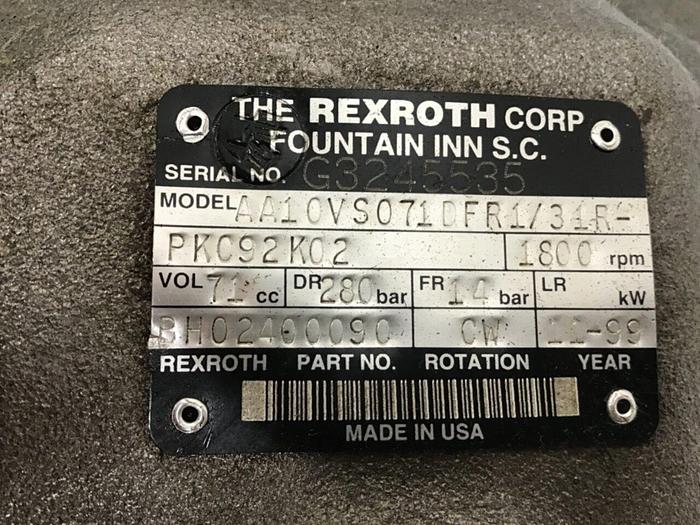 THE REXROTH CORP
FOUNTAIN INN S.C.
SERIAL NO. G3245535
MODEL AA10VSO71DFR1/31R-
PKC92K02 1800 rpm
VOL 71 cc DR 280 bar FR 14 bar LR kW
BH02400090 CW 11-99
REXROTH PART NO. ROTATION YEAR
MADE IN USA